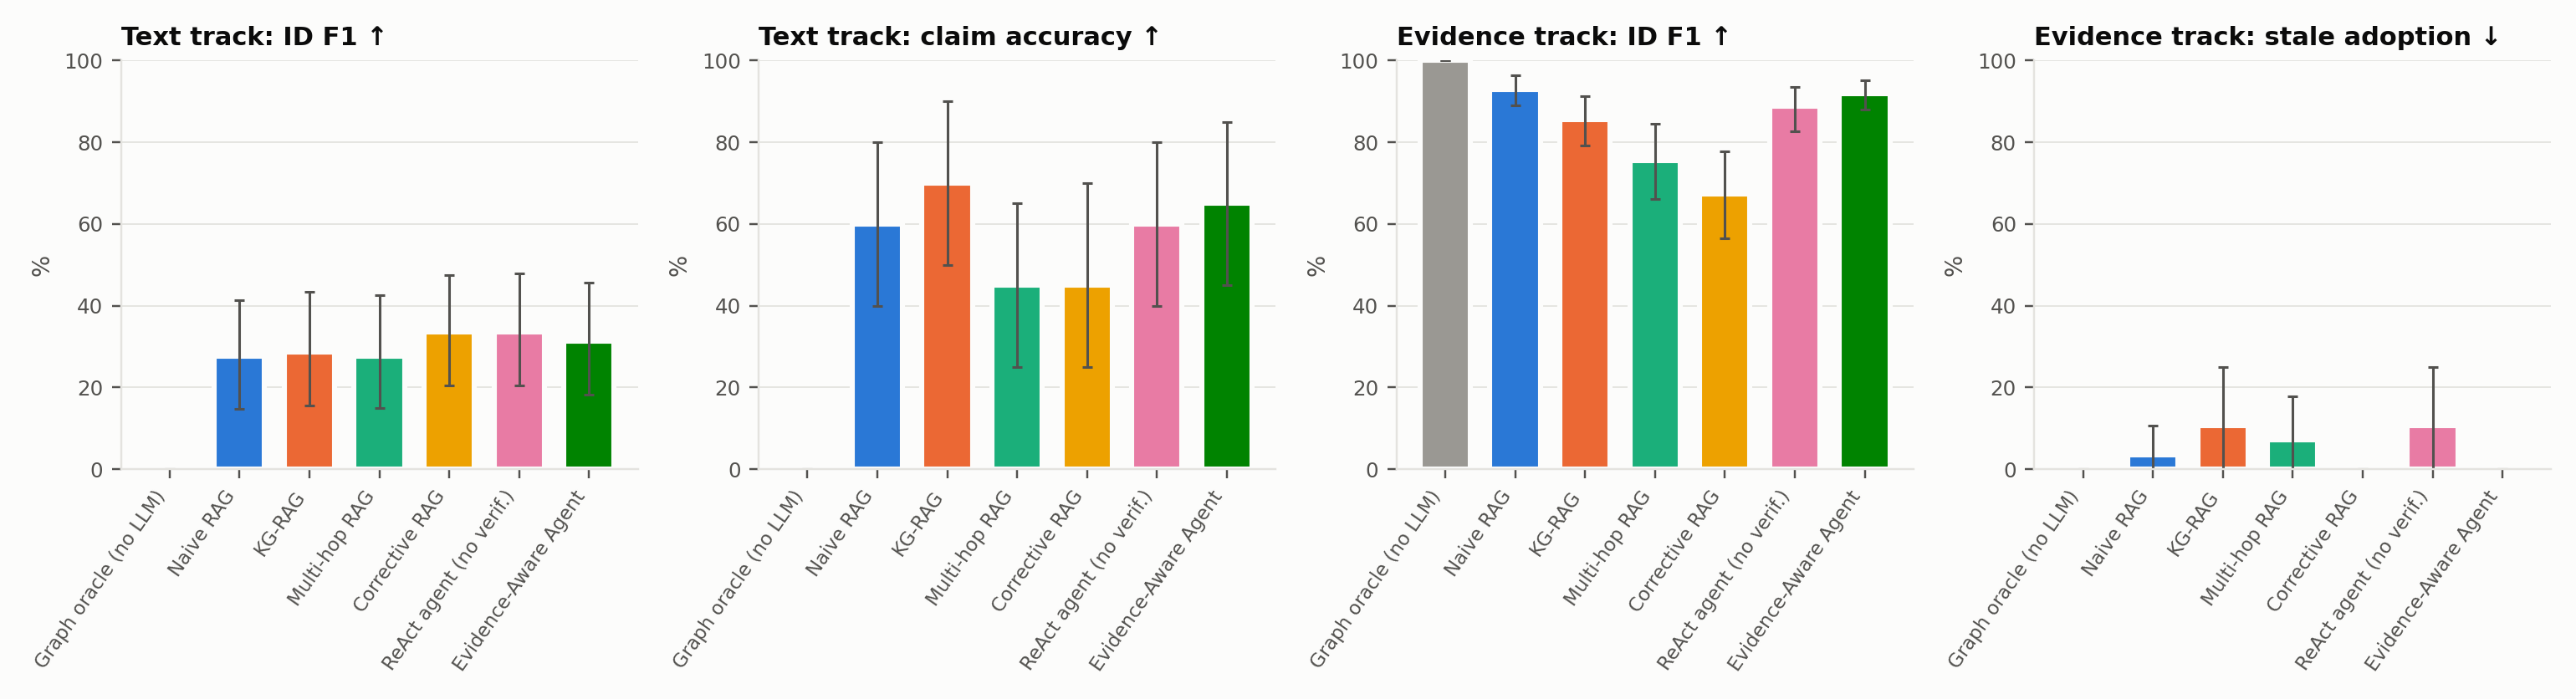 Text track: ID F1 ↑
%
100
80
60
40
20
0
Graph oracle (no LLM)
Naive RAG
KG-RAG
Multi-hop RAG
Corrective RAG
ReAct agent (no verif.)
Evidence-Aware Agent
Text track: claim accuracy ↑
%
100
80
60
40
20
0
Graph oracle (no LLM)
Naive RAG
KG-RAG
Multi-hop RAG
Corrective RAG
ReAct agent (no verif.)
Evidence-Aware Agent
Evidence track: ID F1 ↑
%
100
80
60
40
20
0
Graph oracle (no LLM)
Naive RAG
KG-RAG
Multi-hop RAG
Corrective RAG
ReAct agent (no verif.)
Evidence-Aware Agent
Evidence track: stale adoption ↓
%
100
80
60
40
20
0
Graph oracle (no LLM)
Naive RAG
KG-RAG
Multi-hop RAG
Corrective RAG
ReAct agent (no verif.)
Evidence-Aware Agent